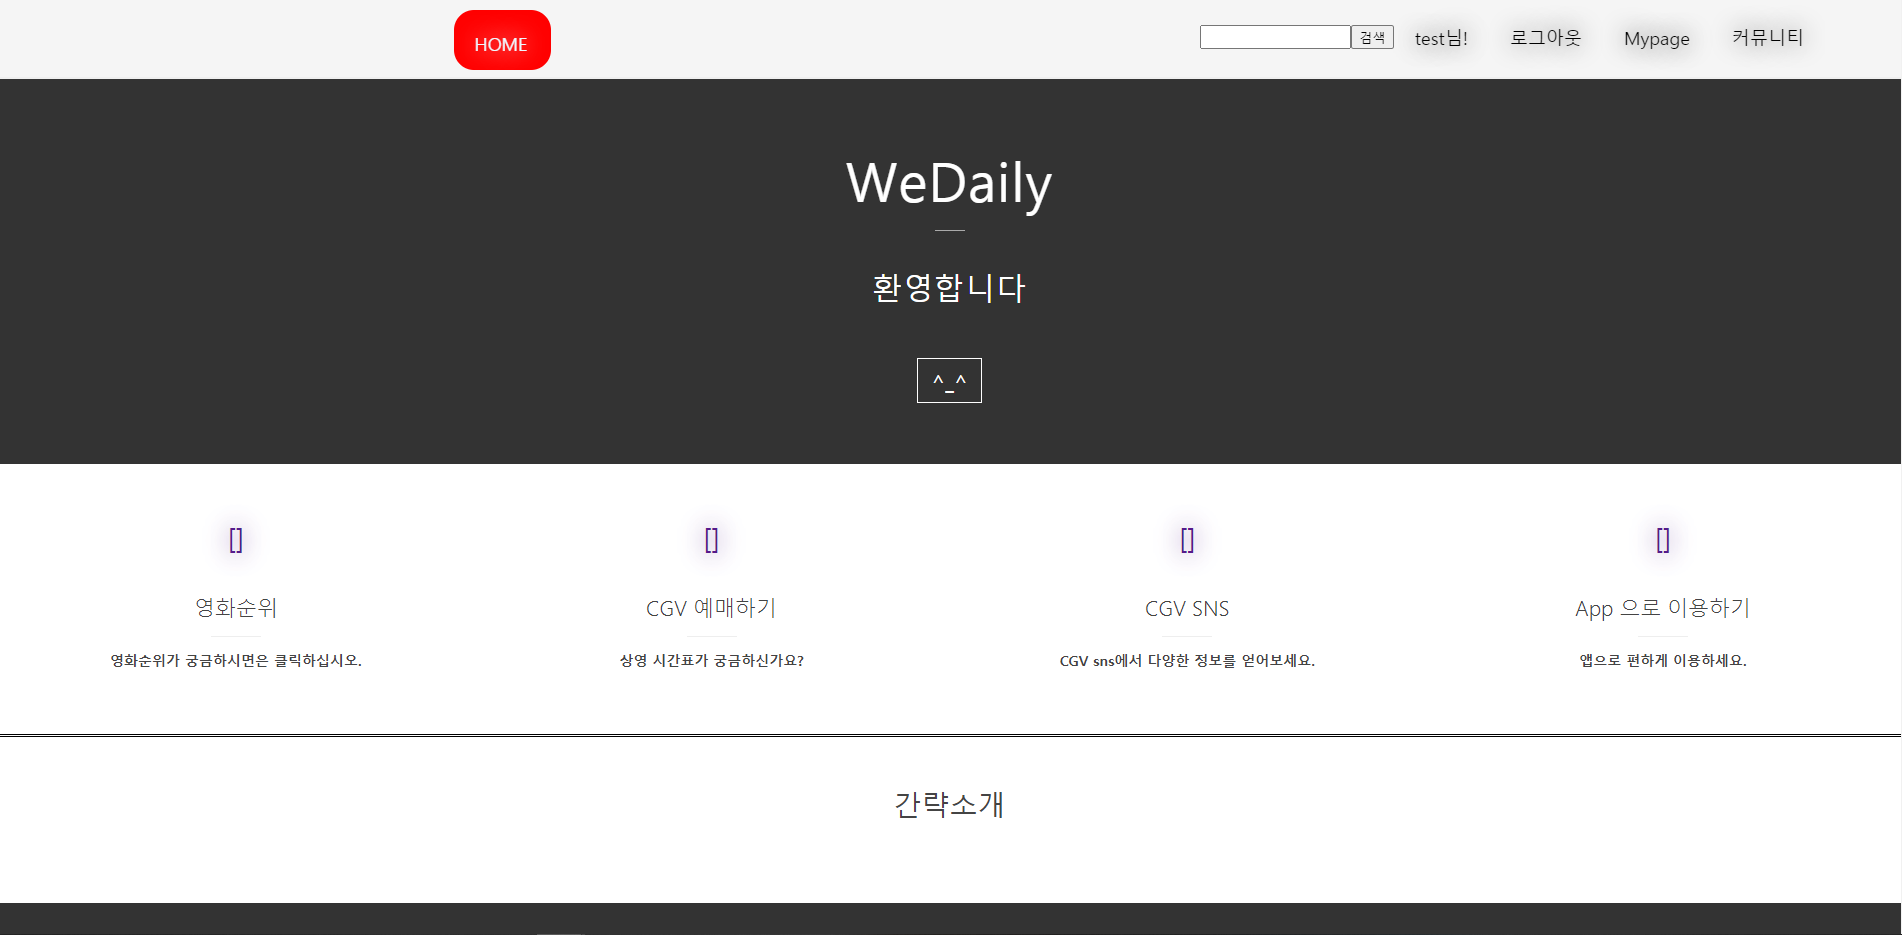 HOME
검색 test님! 로그아웃 Mypage 커뮤니티
WeDaily
환영합니다
^_^
[] [] [] []
영화순위 CGV 예매하기 CGV SNS App 으로 이용하기
영화순위가 궁금하시면은 클릭하십시오. 상영 시간표가 궁금하신가요? CGV sns에서 다양한 정보를 얻어보세요. 앱으로 편하게 이용하세요.
간략소개